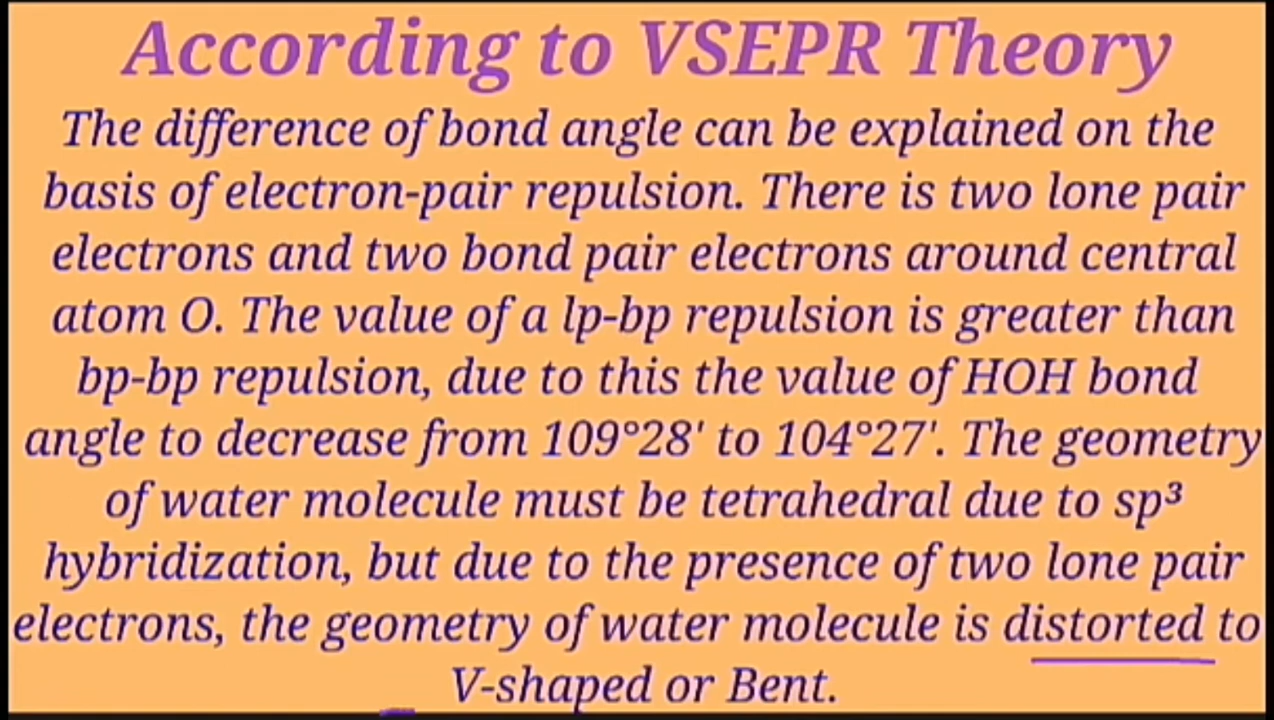 According to VSEPR Theory
The difference of bond angle can be explained on the
basis of electron-pair repulsion. There is two lone pair
electrons and two bond pair electrons around central
atom O. The value of a lp-bp repulsion is greater than
bp-bp repulsion, due to this the value of HOH bond
angle to decrease from 109°28' to 104°27'. The geometry
of water molecule must be tetrahedral due to sp³
hybridization, but due to the presence of two lone pair
electrons, the geometry of water molecule is distorted to
V-shaped or Bent.